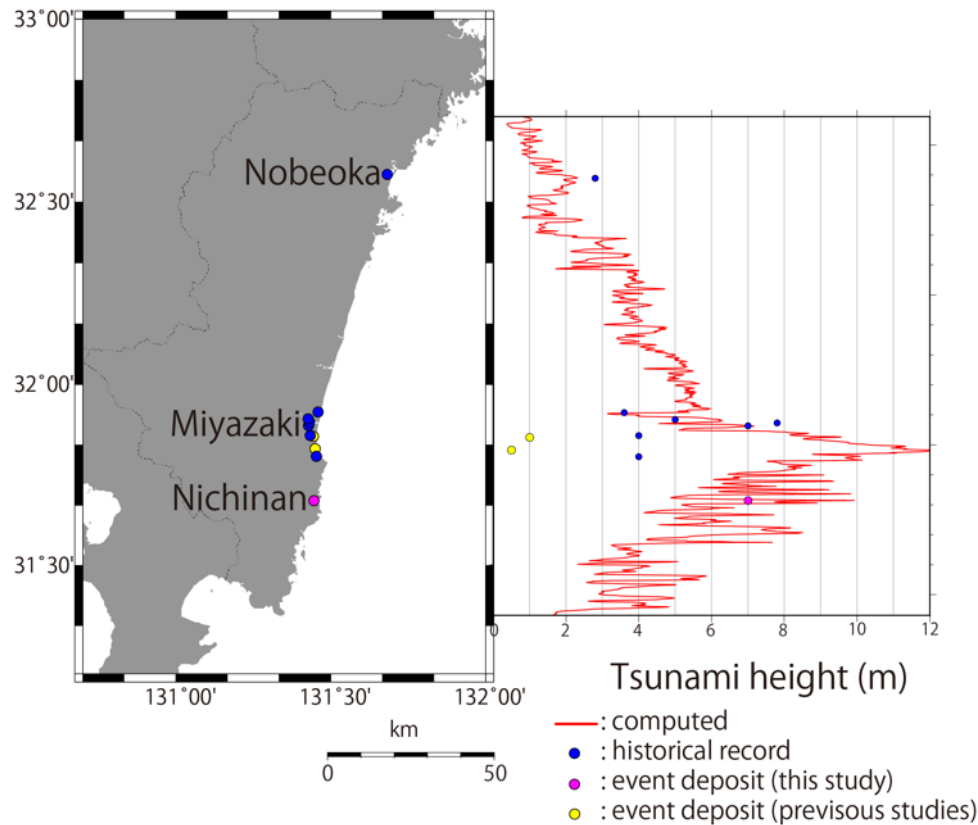 33˚00'
32˚30'
32˚00'
31˚30'
Nobeoka
Miyazaki
Nichinan
131˚00' 131˚30' 132˚00'
km
0 50
0 2 4 6 8 10 12
Tsunami height (m)
: computed
: historical record
: event deposit (this study)
: event deposit (previsous studies)